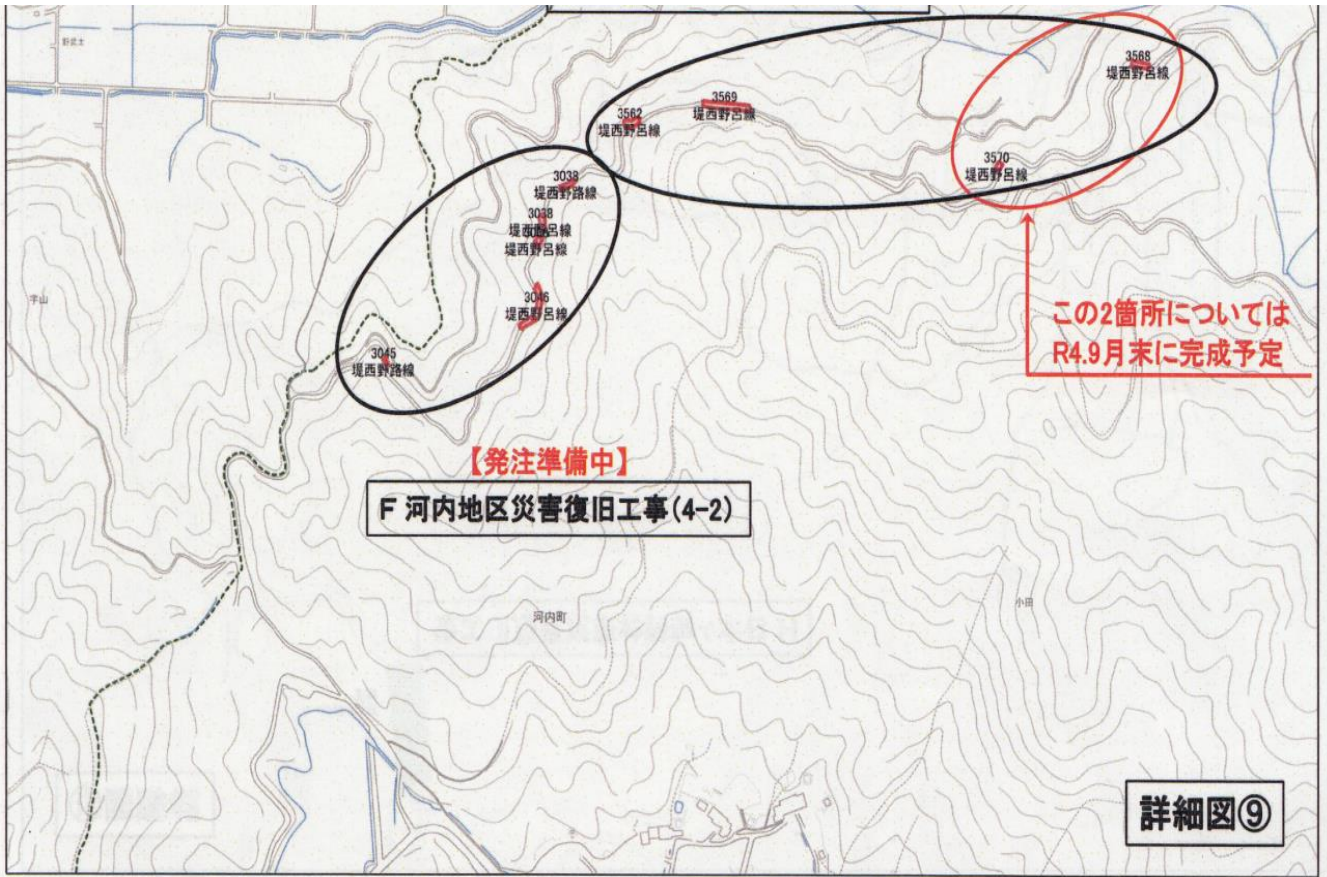 野武士
3568
堤西野呂線
3569
堤西野呂線
3562
堤西野呂線
3570
堤西野呂線
3038
堤西野路線
3038
堤西野呂線
堤西野呂線
宇山
3046
堤西野呂線
3045
堤西野路線
この2箇所については
R4.9月末に完成予定
【発注準備中】
F 河内地区災害復旧工事(4-2)
河内町
小田
詳細図⑨